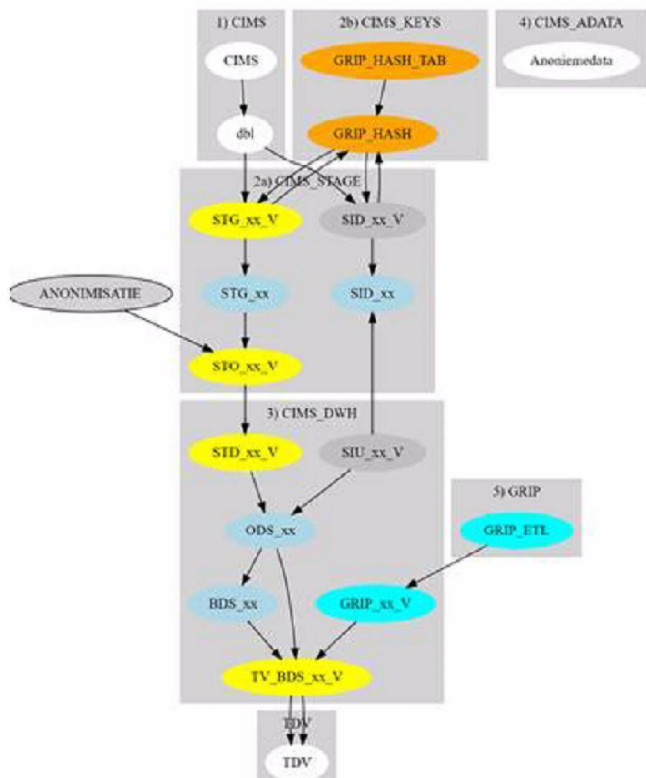 1) CIMS
2b) CIMS_KEYS
4) CIMS_ADATA
CIMS
GRIP_HASH_TAB
Anoniemedata
dbl
GRIP_HASH
2a) CIMS_STAGE
STG_xx_V
SID_xx_V
ANONIMISATIE
STG_xx
SID_xx
STO_xx_V
3) CIMS_DWH
STD_xx_V
SIU_xx_V
5) GRIP
ODS_xx
GRIP_ETL
BDS_xx
GRIP_xx_V
TV_BDS_xx_V
TDV
TDV